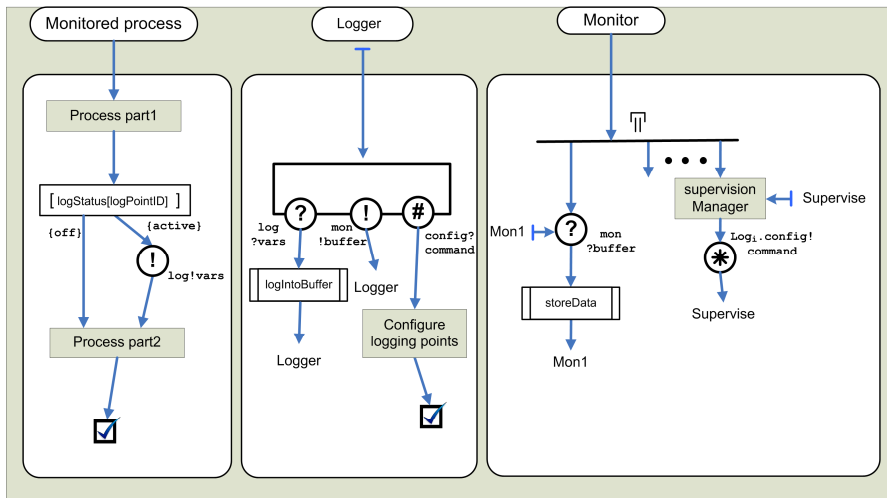 Monitored process
Process part1
[ logStatus[logPointID] ]
{off}
{active}
!
log!vars
Process part2
Logger
?
!
#
log
?vars
mon
!buffer
config?
command
logIntoBuffer
Logger
Configure
logging points
Logger
Monitor
||
supervision
Manager
Supervise
Mon1
?
mon
?buffer
Logi.config!
command
storeData
Supervise
Mon1